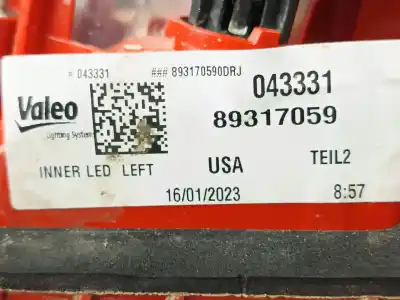 # 043331 ### 893170590DRJ
043331
Valeo
Lighting Systems
89317059
INNER LED LEFT USA TEIL2
16/01/2023 8:57